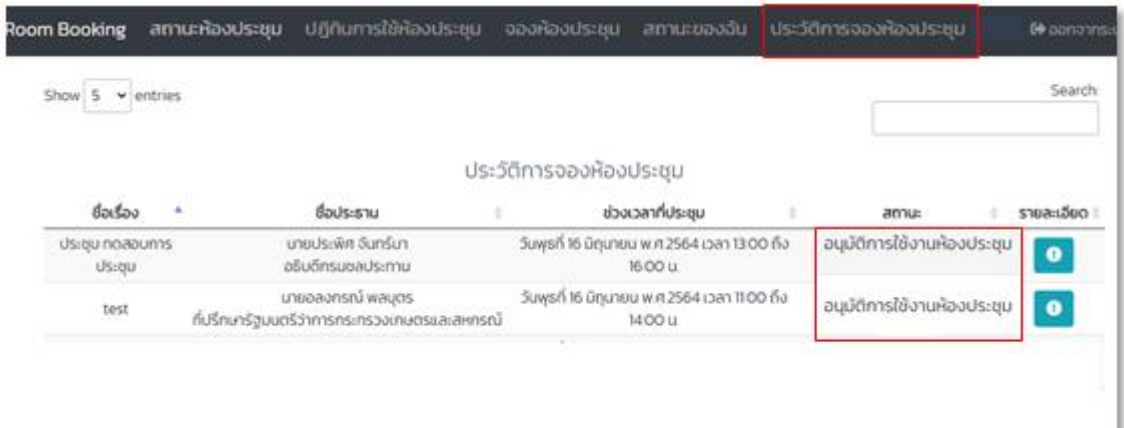 Room Booking สถานะห้องประชุม ปฏิทินการใช้ห้องประชุม จองห้องประชุม สถานะของฉัน ประวัติการจองห้องประชุม ออกจากระบ
Show 5 entries
Search:
ประวัติการจองห้องประชุม
ชื่อเรื่อง ชื่อประธาน ช่วงเวลาที่ประชุม สถานะ รายละเอียด
ประชุม ทดสอบการ นายประพิศ จันทร์มา วันพุธที่ 16 มิถุนายน พ.ศ.2564 เวลา 13:00 ถึง อนุมัติการใช้งานห้องประชุม
ประชุม อธิบดีกรมชลประทาน 16:00 น.
นายอลงกรณ์ พลบุตร วันพุธที่ 16 มิถุนายน พ.ศ.2564 เวลา 11:00 ถึง
test ที่ปรึกษารัฐมนตรีว่าการกระทรวงเกษตรและสหกรณ์ 14:00 น. อนุมัติการใช้งานห้องประชุม